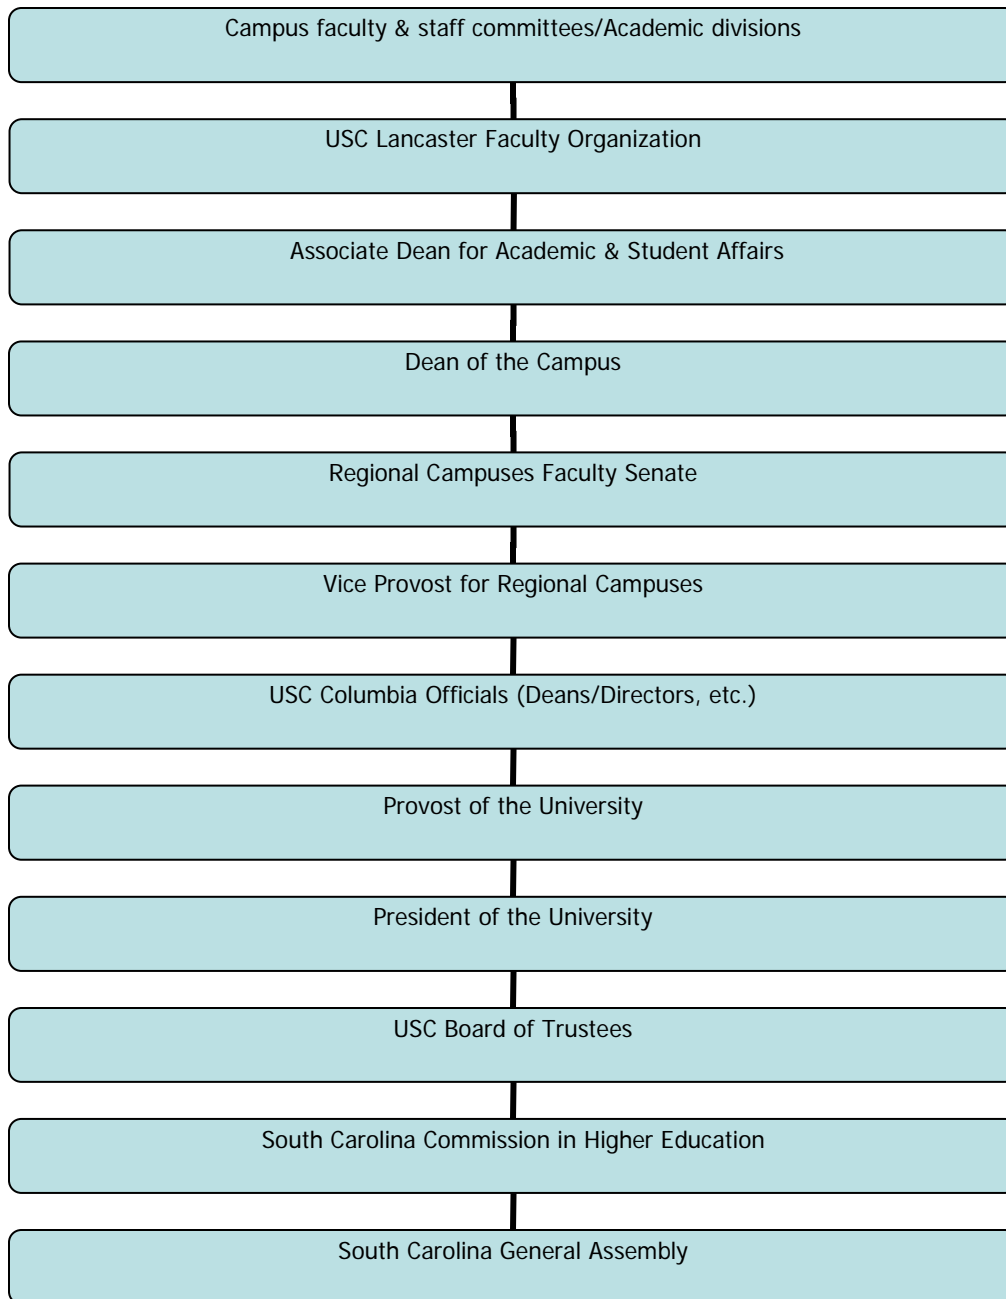 Campus faculty & staff committees/Academic divisions
USC Lancaster Faculty Organization
Associate Dean for Academic & Student Affairs
Dean of the Campus
Regional Campuses Faculty Senate
Vice Provost for Regional Campuses
USC Columbia Officials (Deans/Directors, etc.)
Provost of the University
President of the University
USC Board of Trustees
South Carolina Commission in Higher Education
South Carolina General Assembly